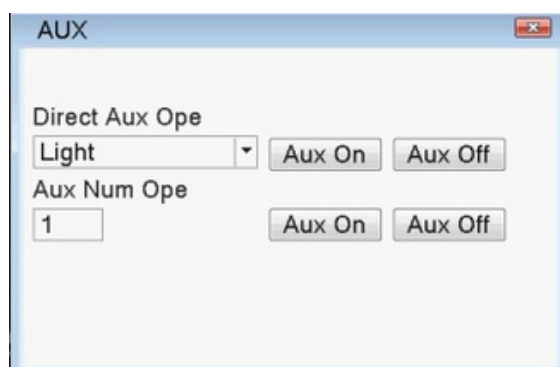 AUX
Direct Aux Ope
Light Aux On Aux Off
Aux Num Ope
1 Aux On Aux Off